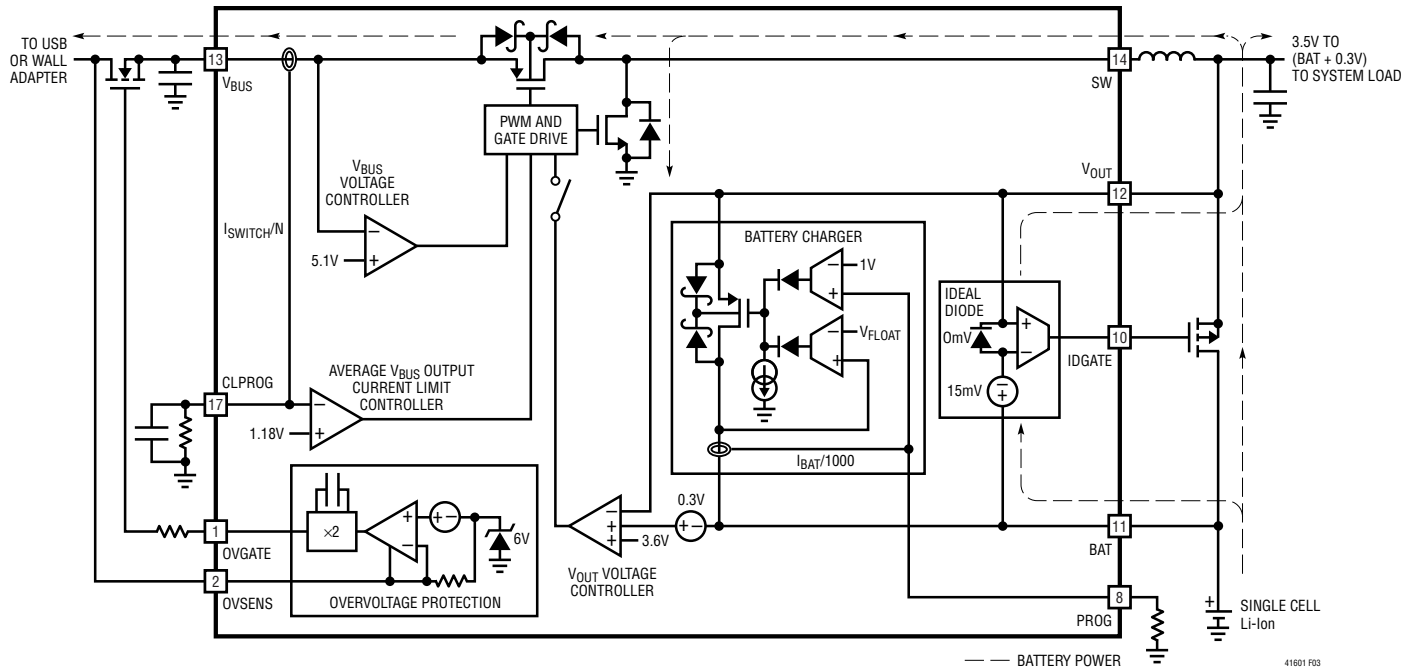 TO USB
OR WALL
ADAPTER
13
VBUS
14
SW
3.5V TO
(BAT + 0.3V)
TO SYSTEM LOAD
PWM AND
GATE DRIVE
VBUS
VOLTAGE
CONTROLLER
ISWITCH/N
–
+
5.1V
VOUT
12
BATTERY CHARGER
–
1V
+
–
VFLOAT
+
IBAT/1000
IDEAL
DIODE
0mV
+
–
15mV
–
+
10
IDGATE
CLPROG
17
AVERAGE VBUS OUTPUT
CURRENT LIMIT
CONTROLLER
–
+
1.18V
×2
+
–
+ –
6V
1
OVGATE
2
OVSENS
OVERVOLTAGE PROTECTION
–
+
+
3.6V
0.3V
+ –
VOUT VOLTAGE
CONTROLLER
11
BAT
8
PROG
+
SINGLE CELL
Li-Ion
BATTERY POWER
41601 F03